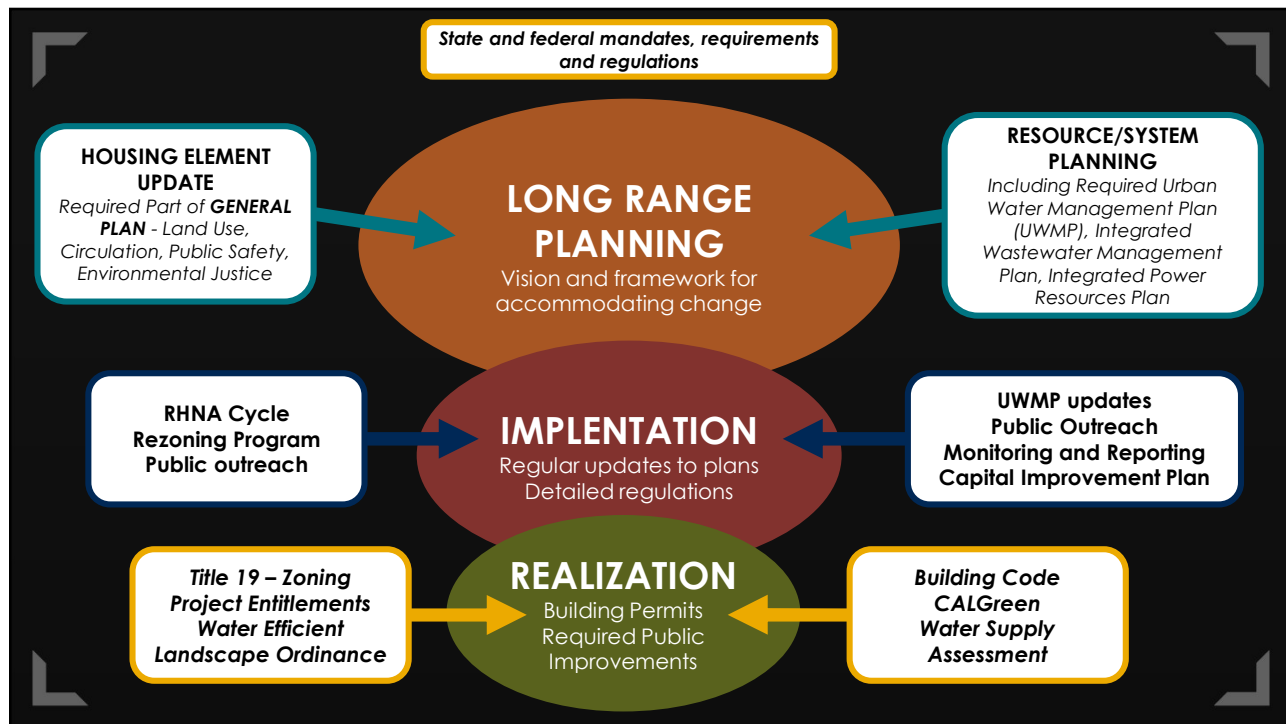 State and federal mandates, requirements
and regulations
HOUSING ELEMENT
UPDATE
Required Part of GENERAL
PLAN - Land Use,
Circulation, Public Safety,
Environmental Justice
LONG RANGE
PLANNING
Vision and framework for
accommodating change
RESOURCE/SYSTEM
PLANNING
Including Required Urban
Water Management Plan
(UWMP), Integrated
Wastewater Management
Plan, Integrated Power
Resources Plan
RHNA Cycle
Rezoning Program
Public outreach
IMPLENTATION
Regular updates to plans
Detailed regulations
UWMP updates
Public Outreach
Monitoring and Reporting
Capital Improvement Plan
Title 19 – Zoning
Project Entitlements
Water Efficient
Landscape Ordinance
REALIZATION
Building Permits
Required Public
Improvements
Building Code
CALGreen
Water Supply
Assessment